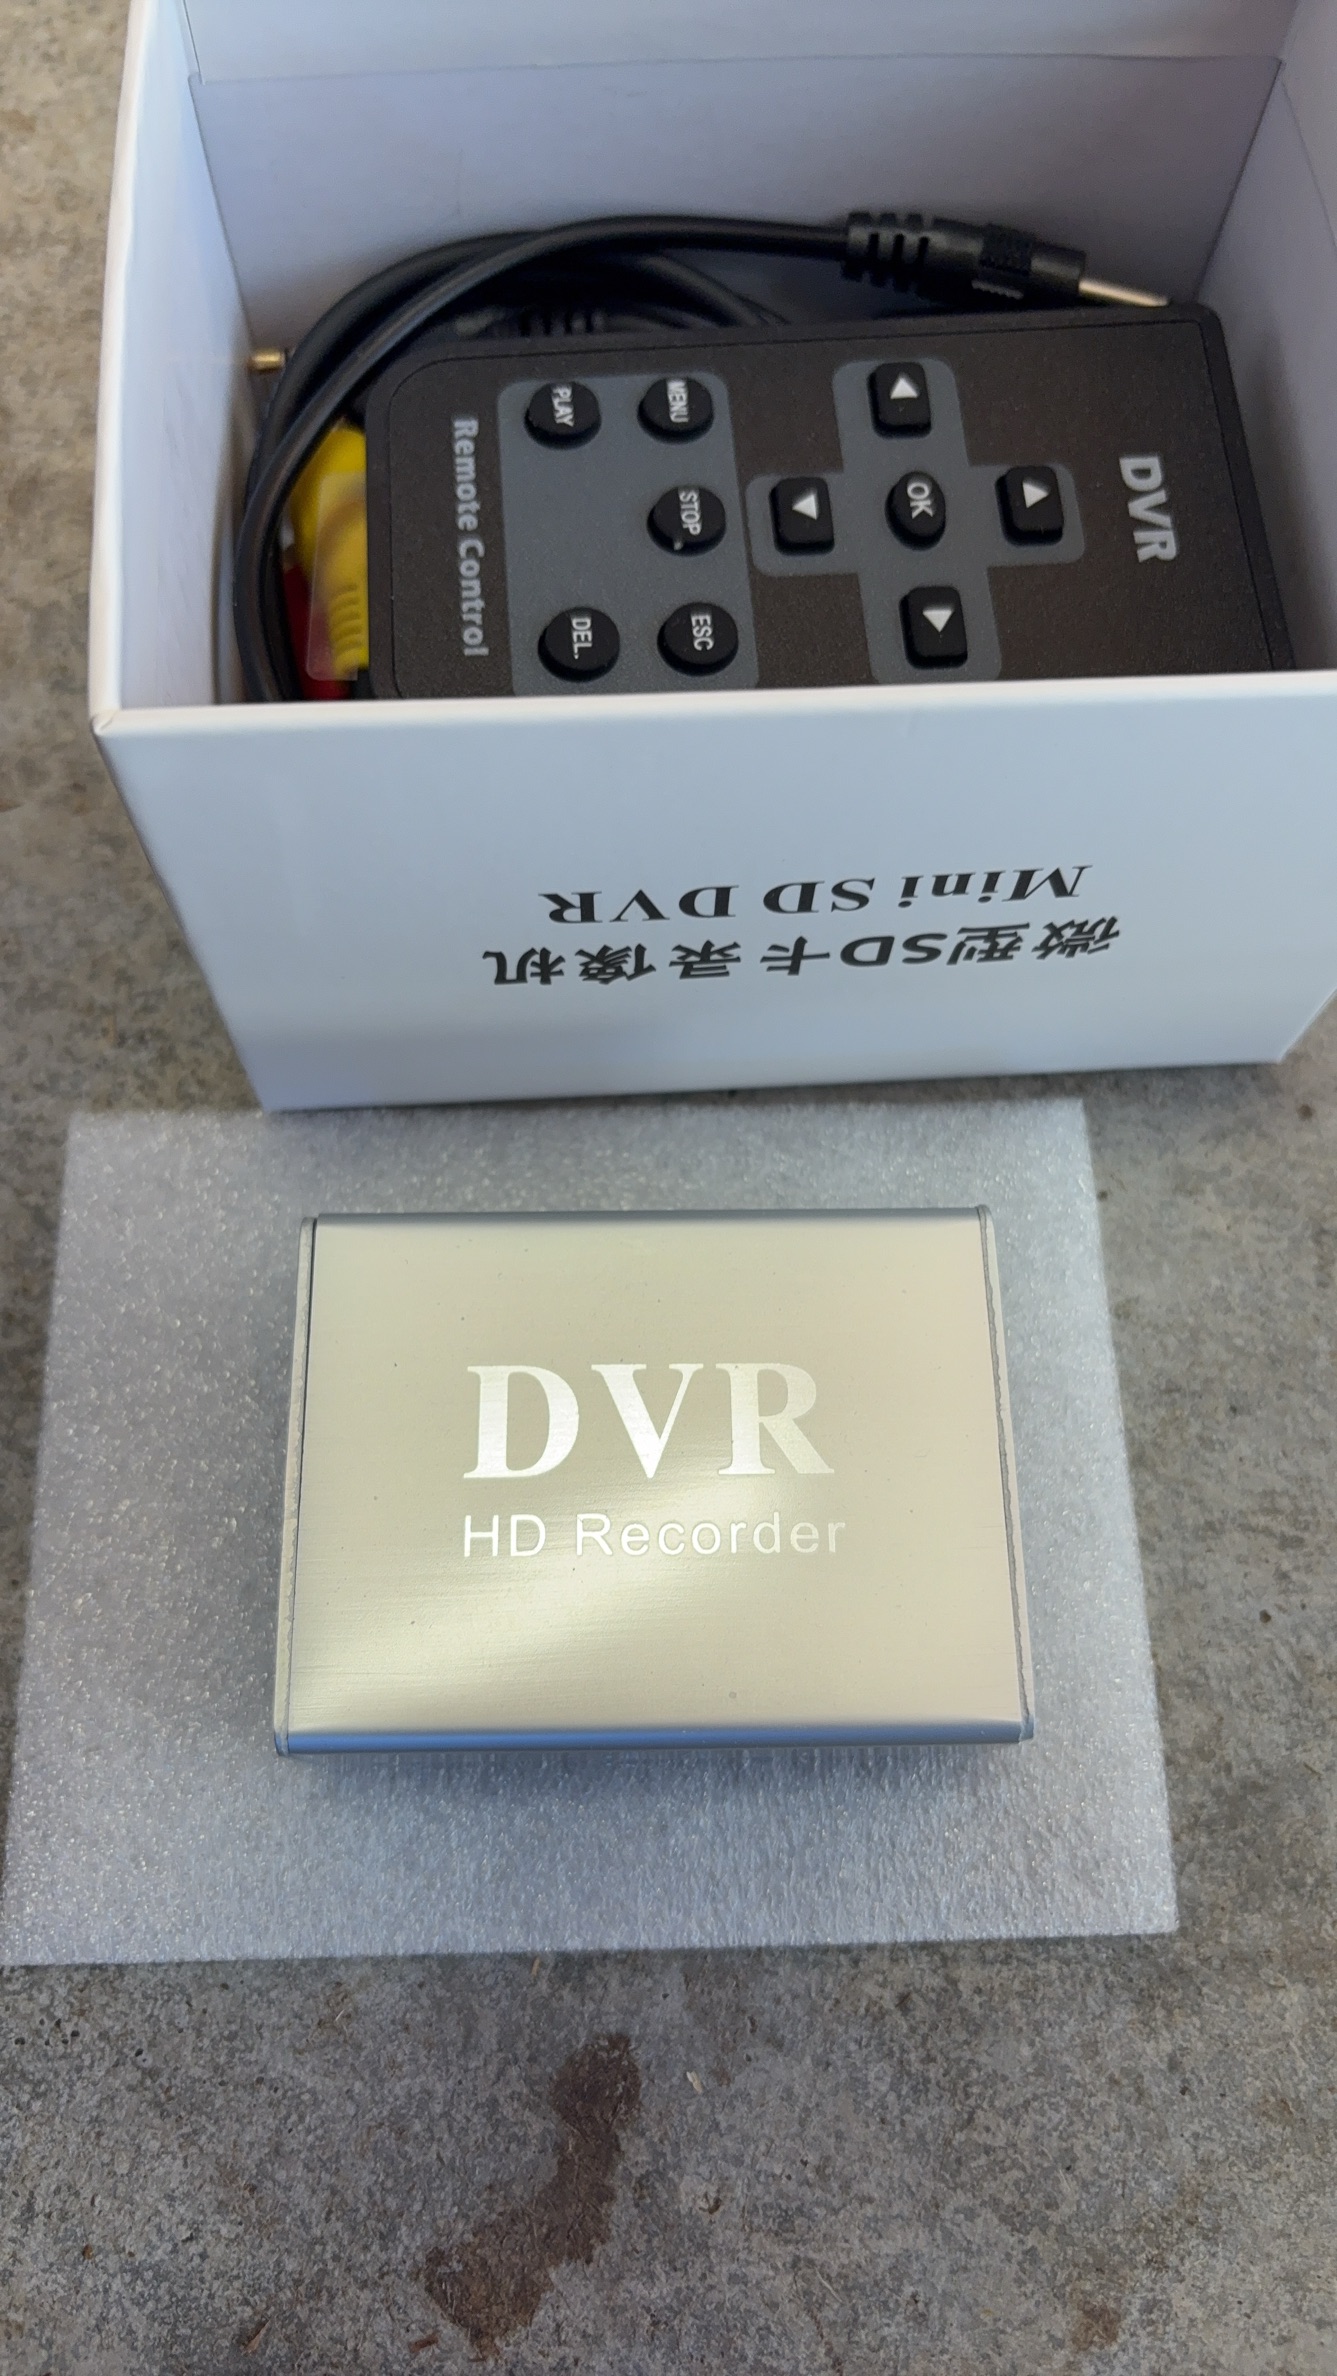 DVR
OK
MENU
PLAY
STOP
ESC
DEL.
Remote Control
微型SD卡录像机
Mini SD DVR
DVR
HD Recorder